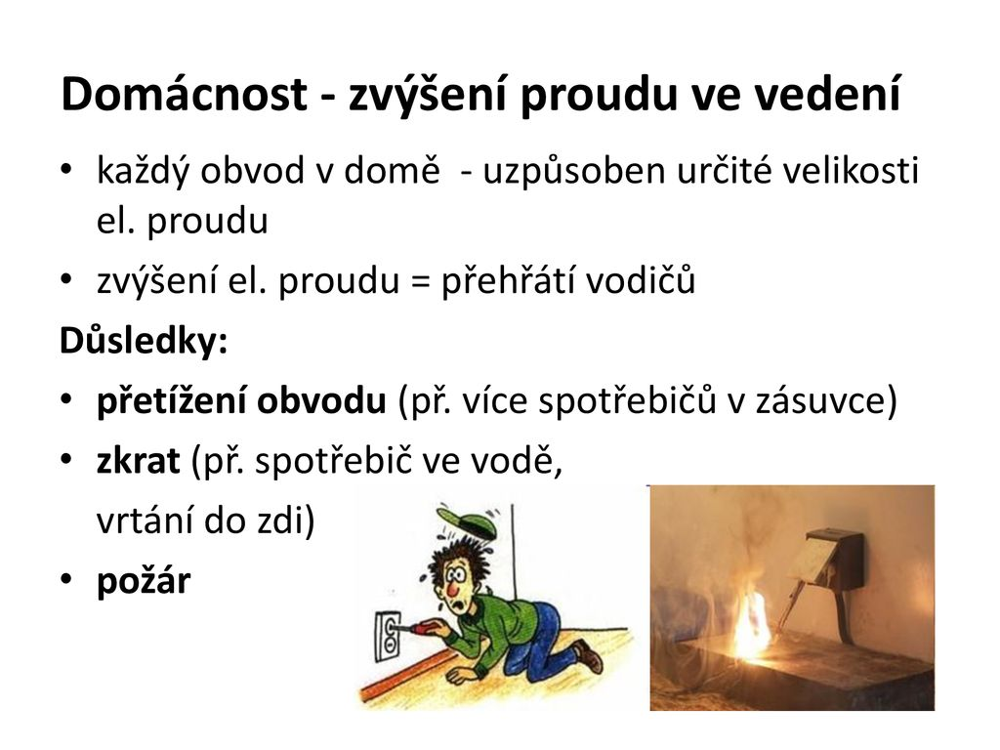 Domácnost - zvýšení proudu ve vedení
• každý obvod v domě  - uzpůsoben určité velikosti
el. proudu
• zvýšení el. proudu = přehřátí vodičů
Důsledky:
• přetížení obvodu (př. více spotřebičů v zásuvce)
• zkrat (př. spotřebič ve vodě,
vrtání do zdi)
• požár